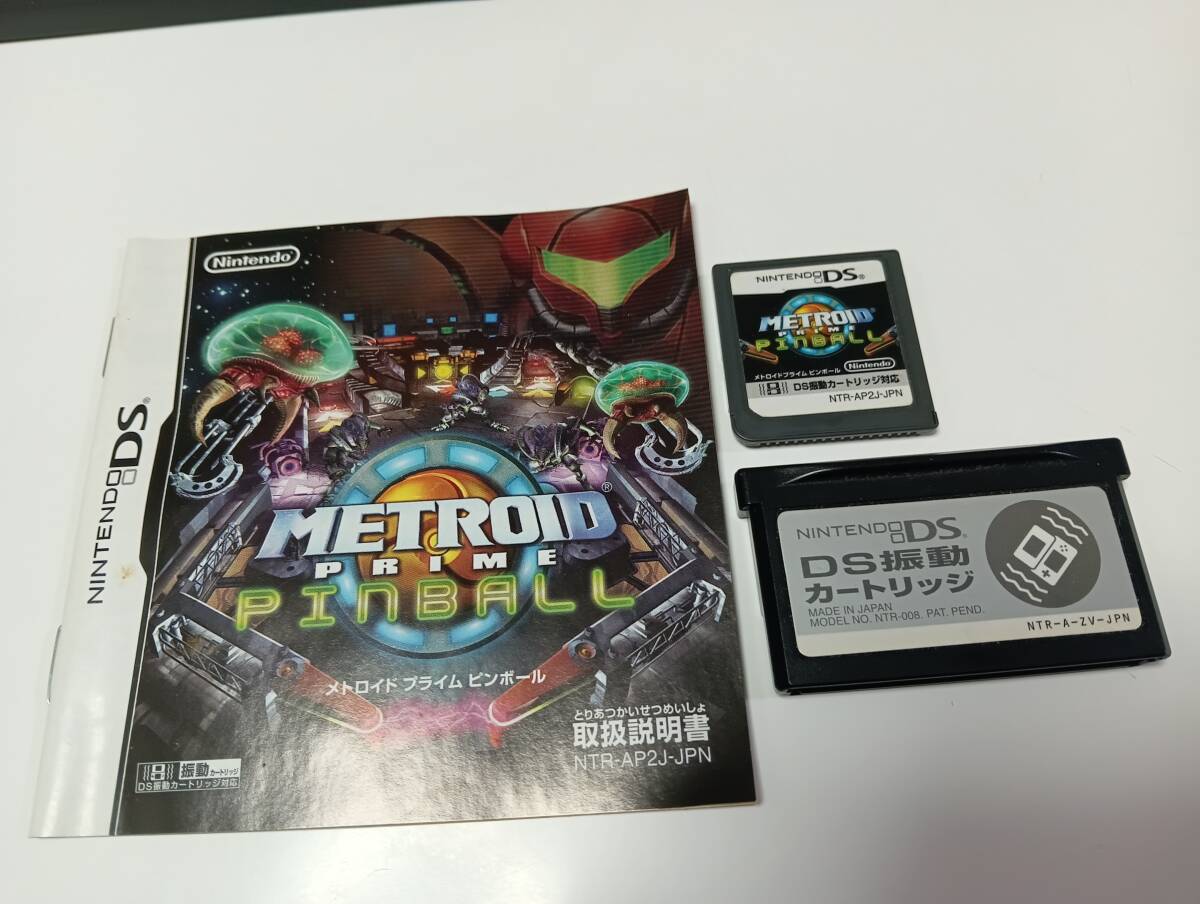 Nintendo
NINTENDO DS®
METROID®
PRIME
PINBALL
メトロイド プライム ピンボール
とりあつかいせつめいしょ
取扱説明書
NTR-AP2J-JPN
振動カートリッジ
DS振動カートリッジ対応
NINTENDO DS®
METROID®
PRIME
PINBALL
メトロイドプライム ピンボール
Nintendo
DS振動カートリッジ対応
NTR-AP2J-JPN
NINTENDO DS®
DS振動
カートリッジ
MADE IN JAPAN
MODEL NO. NTR-008. PAT. PEND.
NTR-A-ZV-JPN